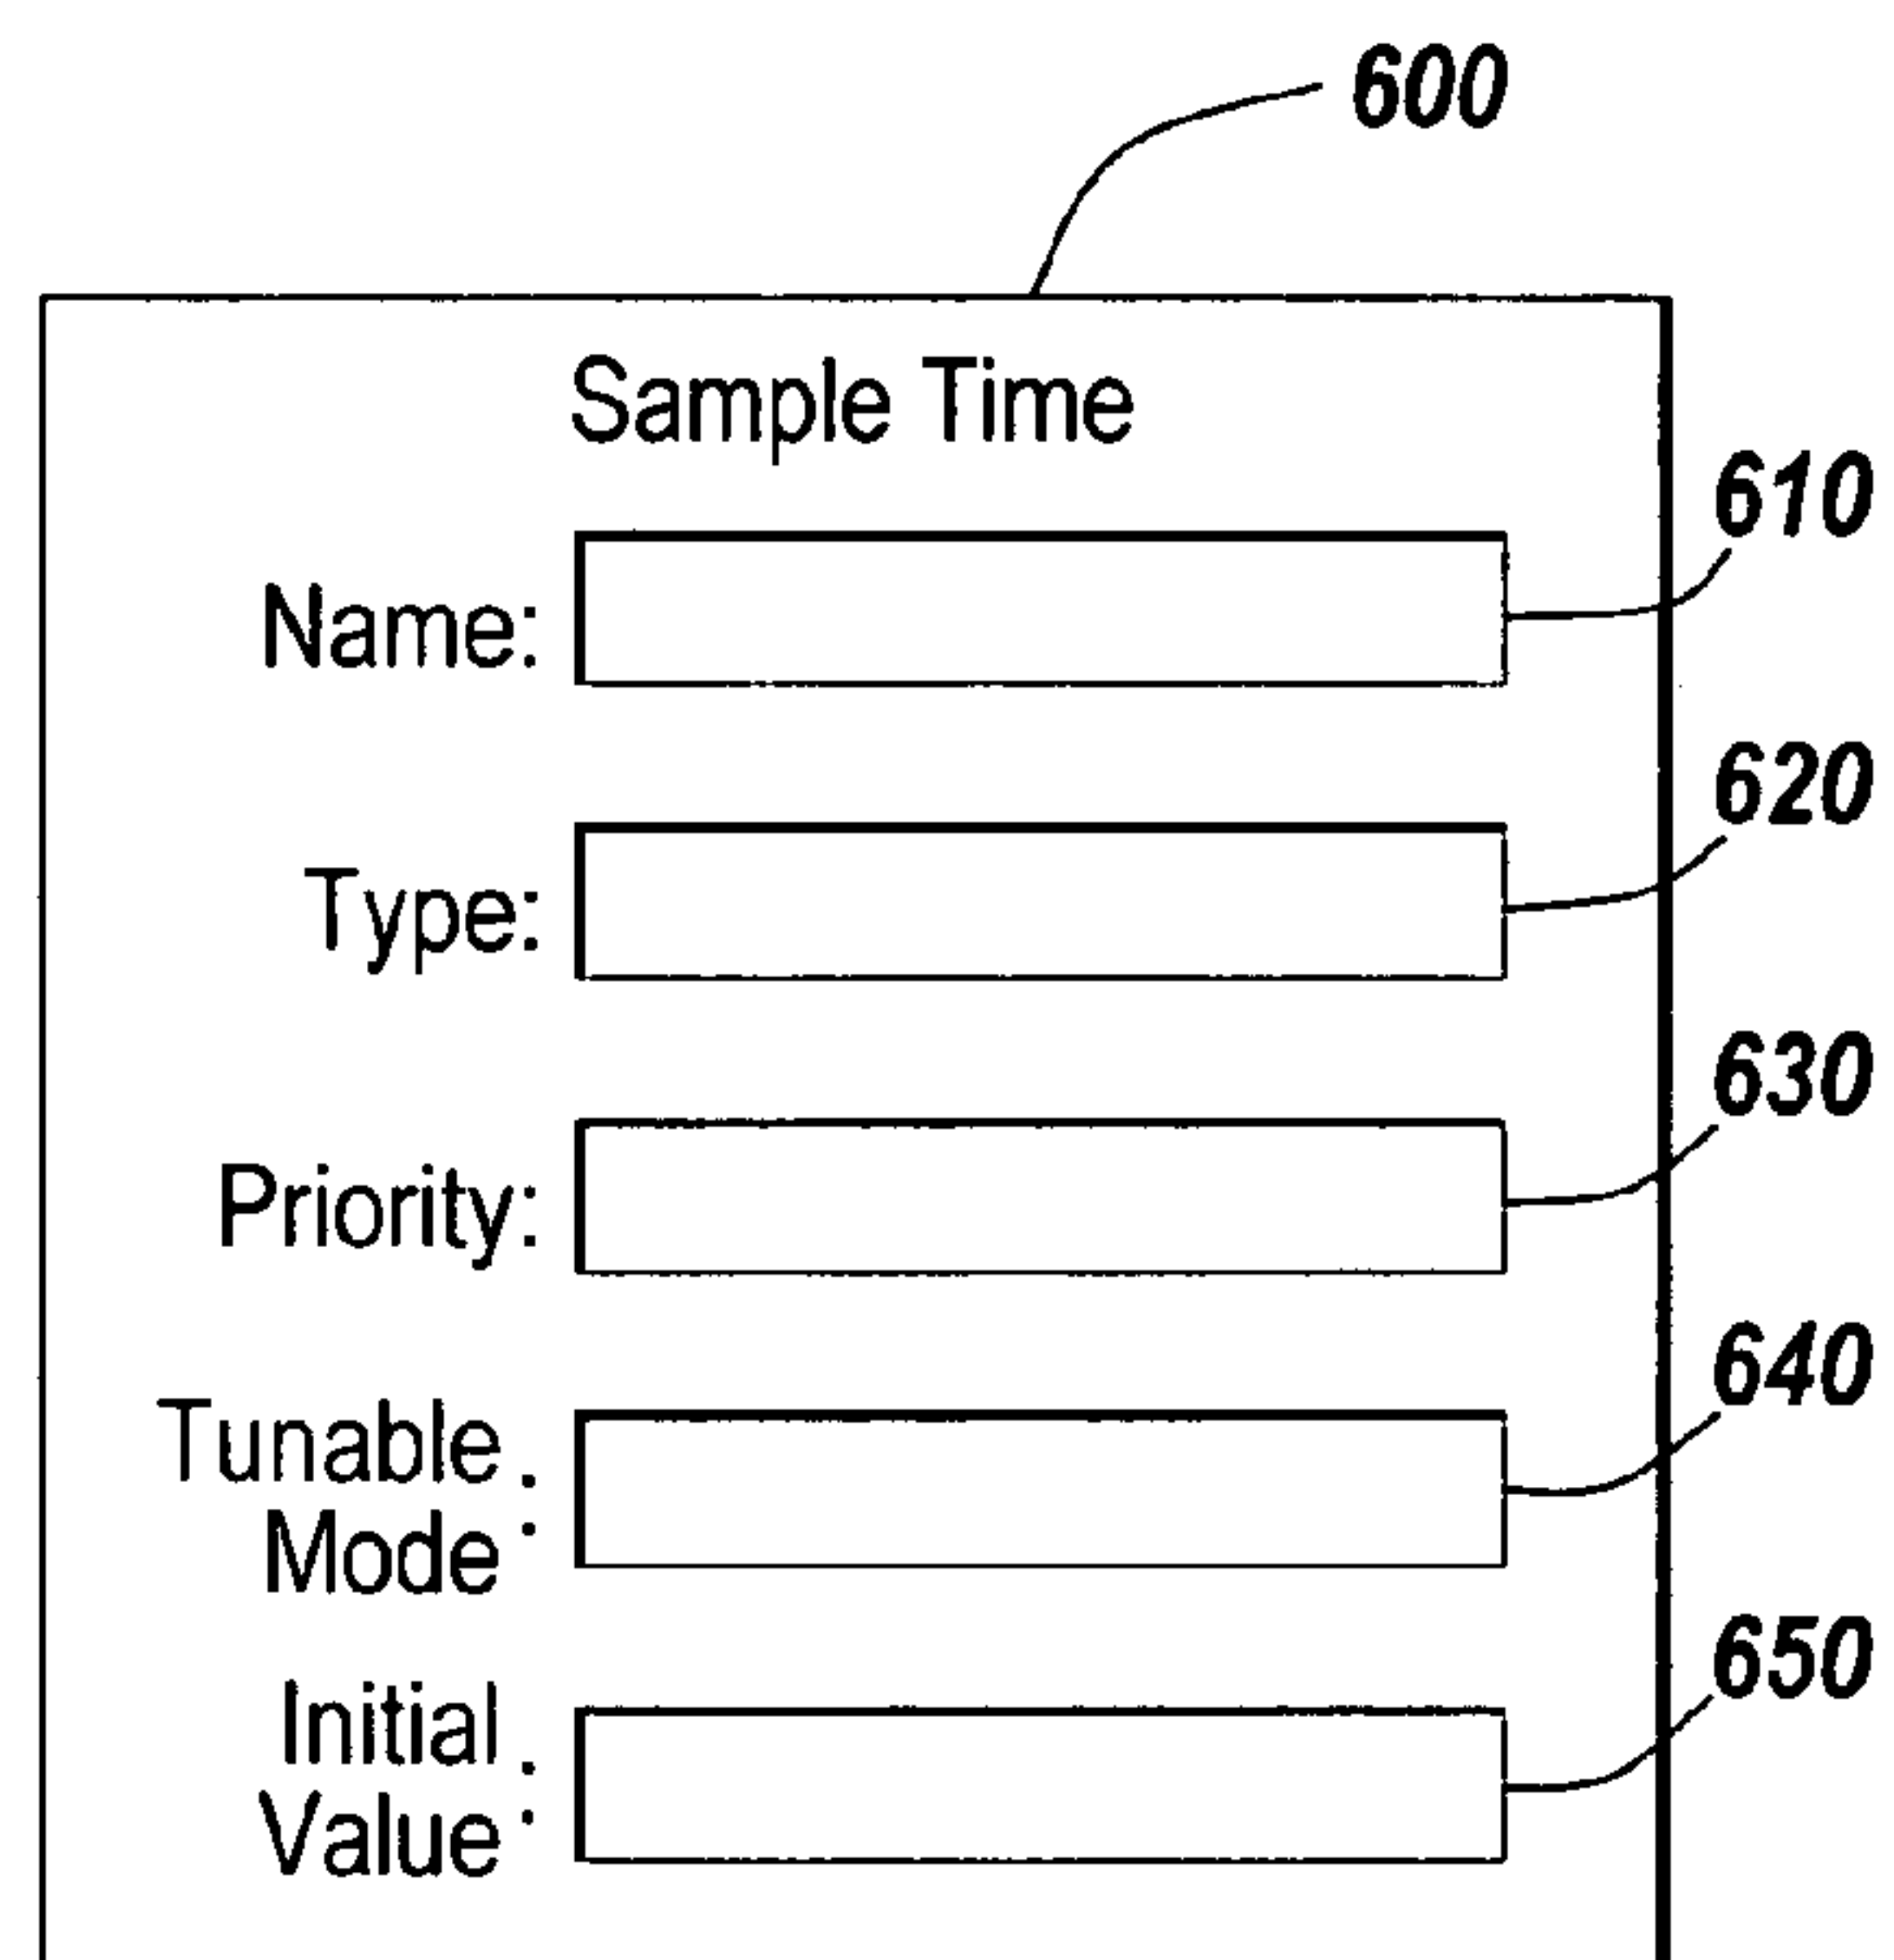 600
Sample Time
610
Name:
620
Type:
630
Priority:
640
Tunable
Mode:
650
Initial
Value: